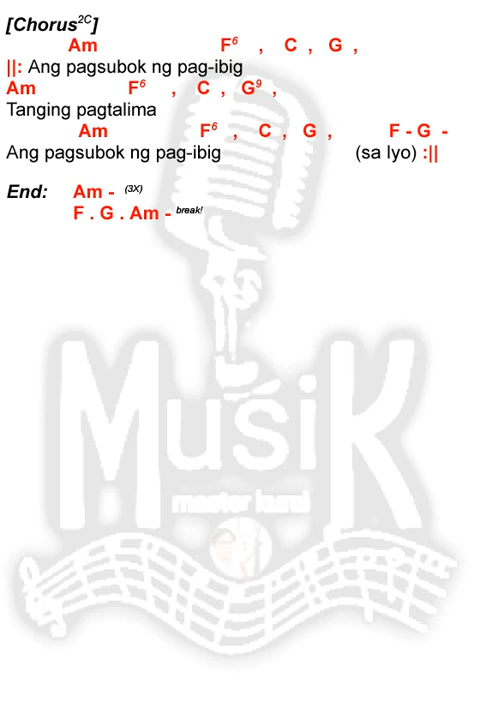 [Chorus2C]
Am F6 , C , G ,
||: Ang pagsubok ng pag-ibig
Am F6 , C , G9 ,
Tanging pagtalima
Am F6 , C , G , F - G -
Ang pagsubok ng pag-ibig (sa Iyo) :||
End: Am - (3X)
F . G . Am - break!
MusiK
master kurai